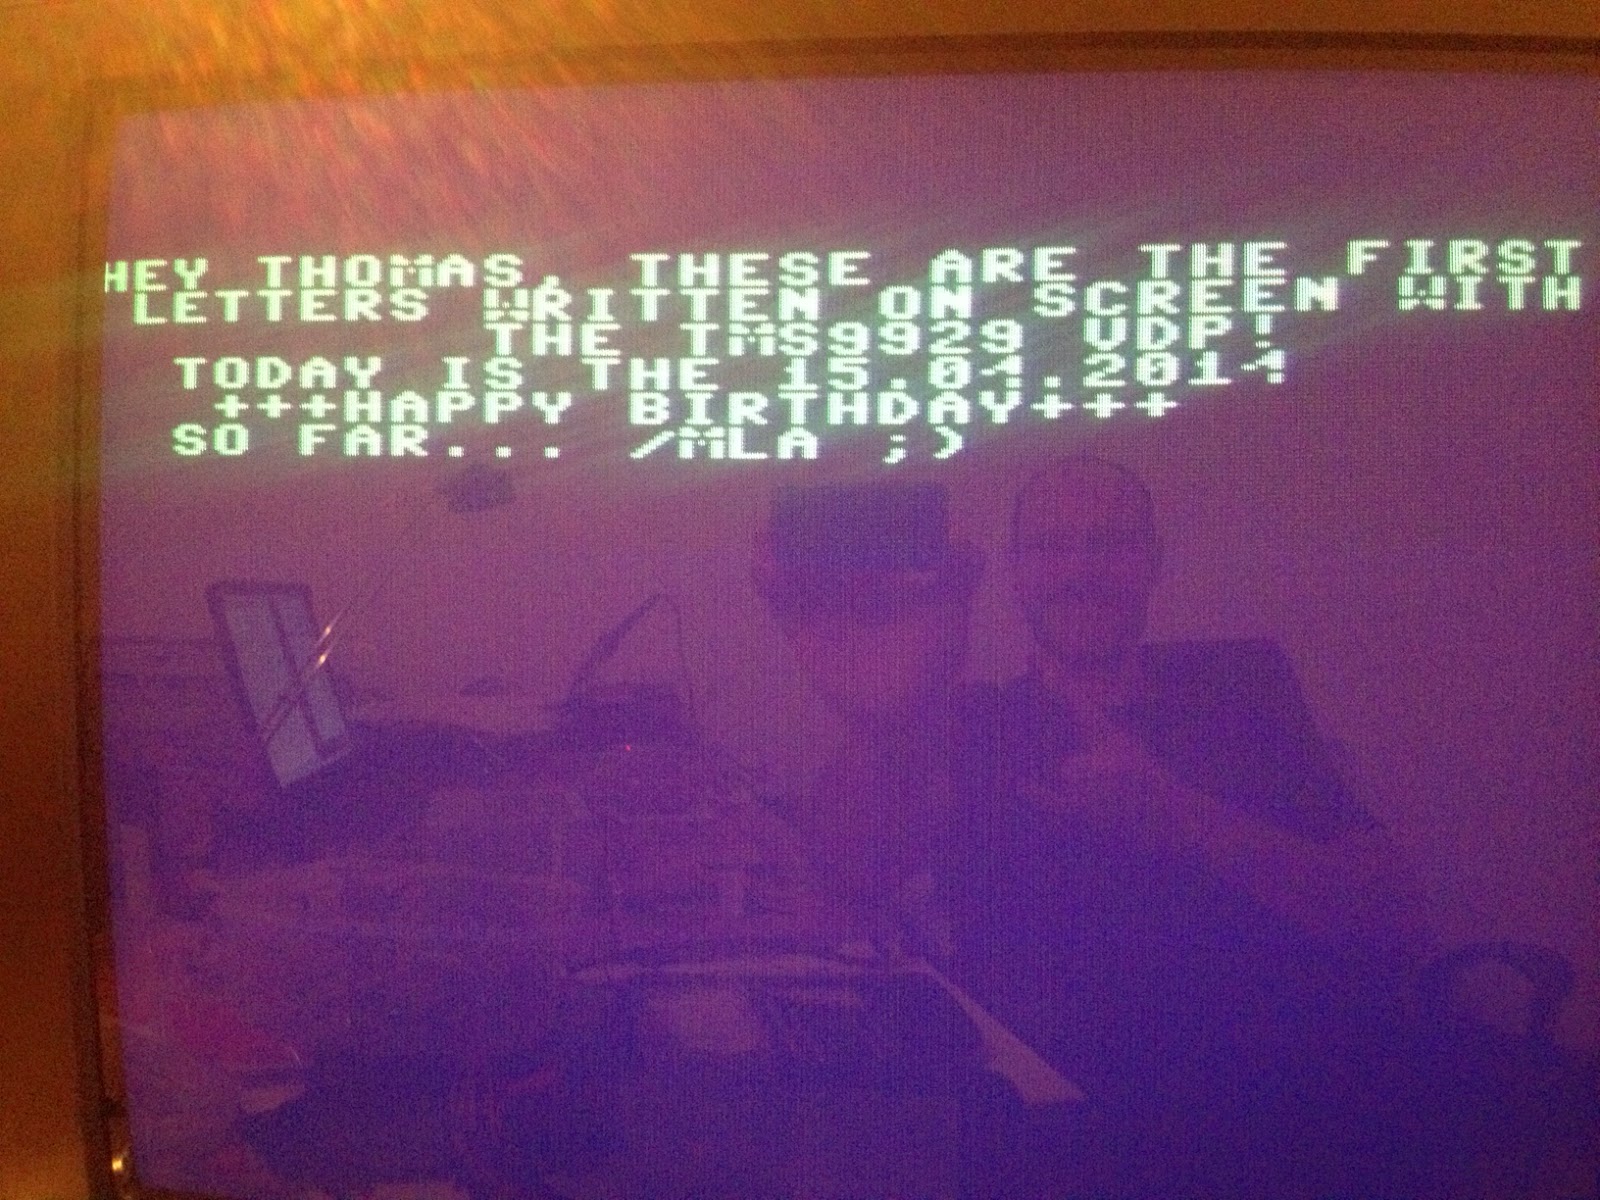 HEY THOMAS, THESE ARE THE FIRST
LETTERS WRITTEN ON SCREEN WITH
THE TMS9929 VDP!
TODAY IS THE 15.04.2014
+++HAPPY BIRTHDAY+++
SO FAR... /MLA ;)